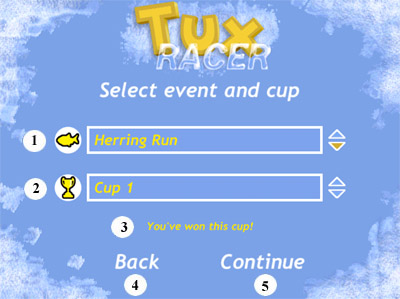 Tux
RACER
Select event and cup
1 Herring Run
2 Cup 1
3 You've won this cup!
Back Continue
4 5